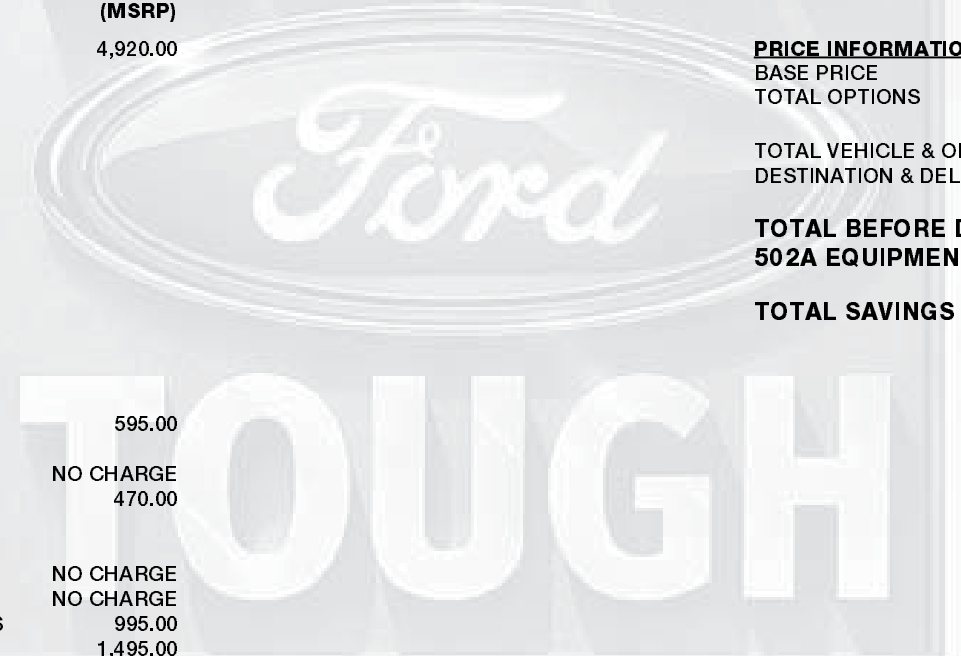 (MSRP)
4,920.00
595.00
NO CHARGE
470.00
NO CHARGE
NO CHARGE
S 995.00
1,495.00
PRICE INFORMATIO
BASE PRICE
TOTAL OPTIONS
TOTAL VEHICLE & O
DESTINATION & DEL
TOTAL BEFORE D
502A EQUIPMEN
TOTAL SAVINGS
Ford
TOUGH